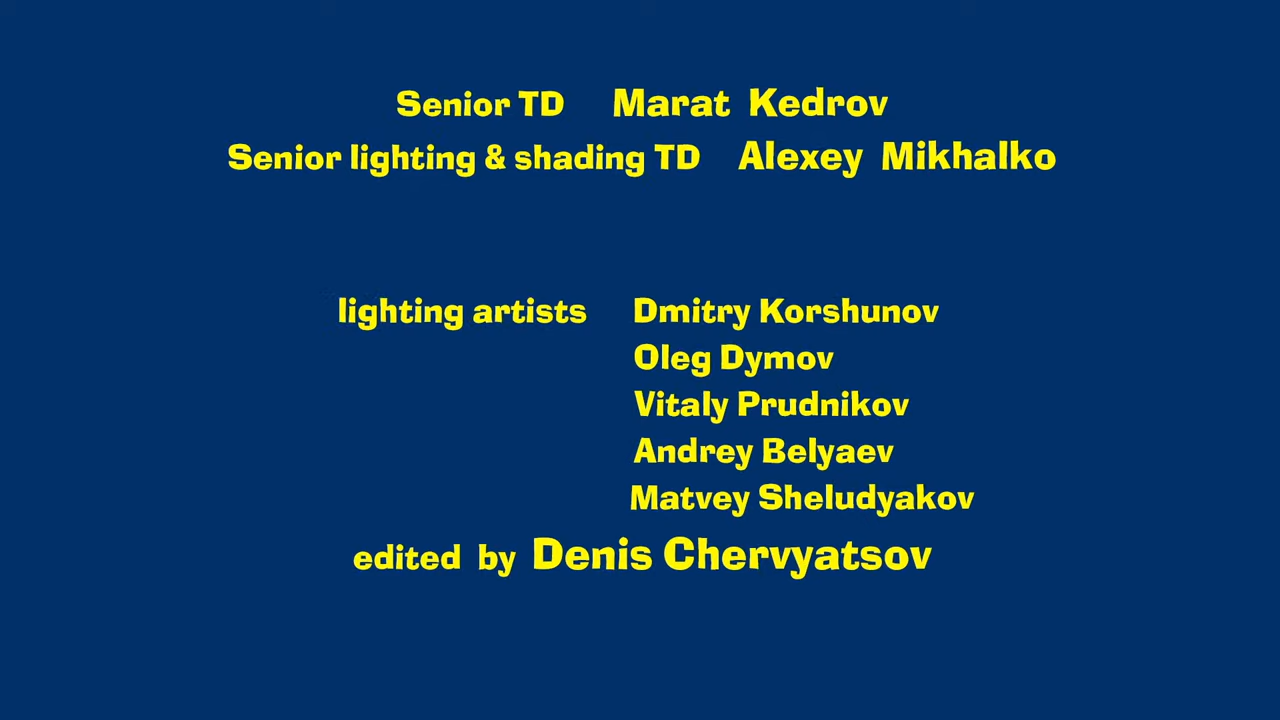 Senior TD Marat Kedrov
Senior lighting & shading TD Alexey Mikhalko
lighting artists Dmitry Korshunov
Oleg Dymov
Vitaly Prudnikov
Andrey Belyaev
Matvey Sheludyakov
edited by Denis Chervyatsov